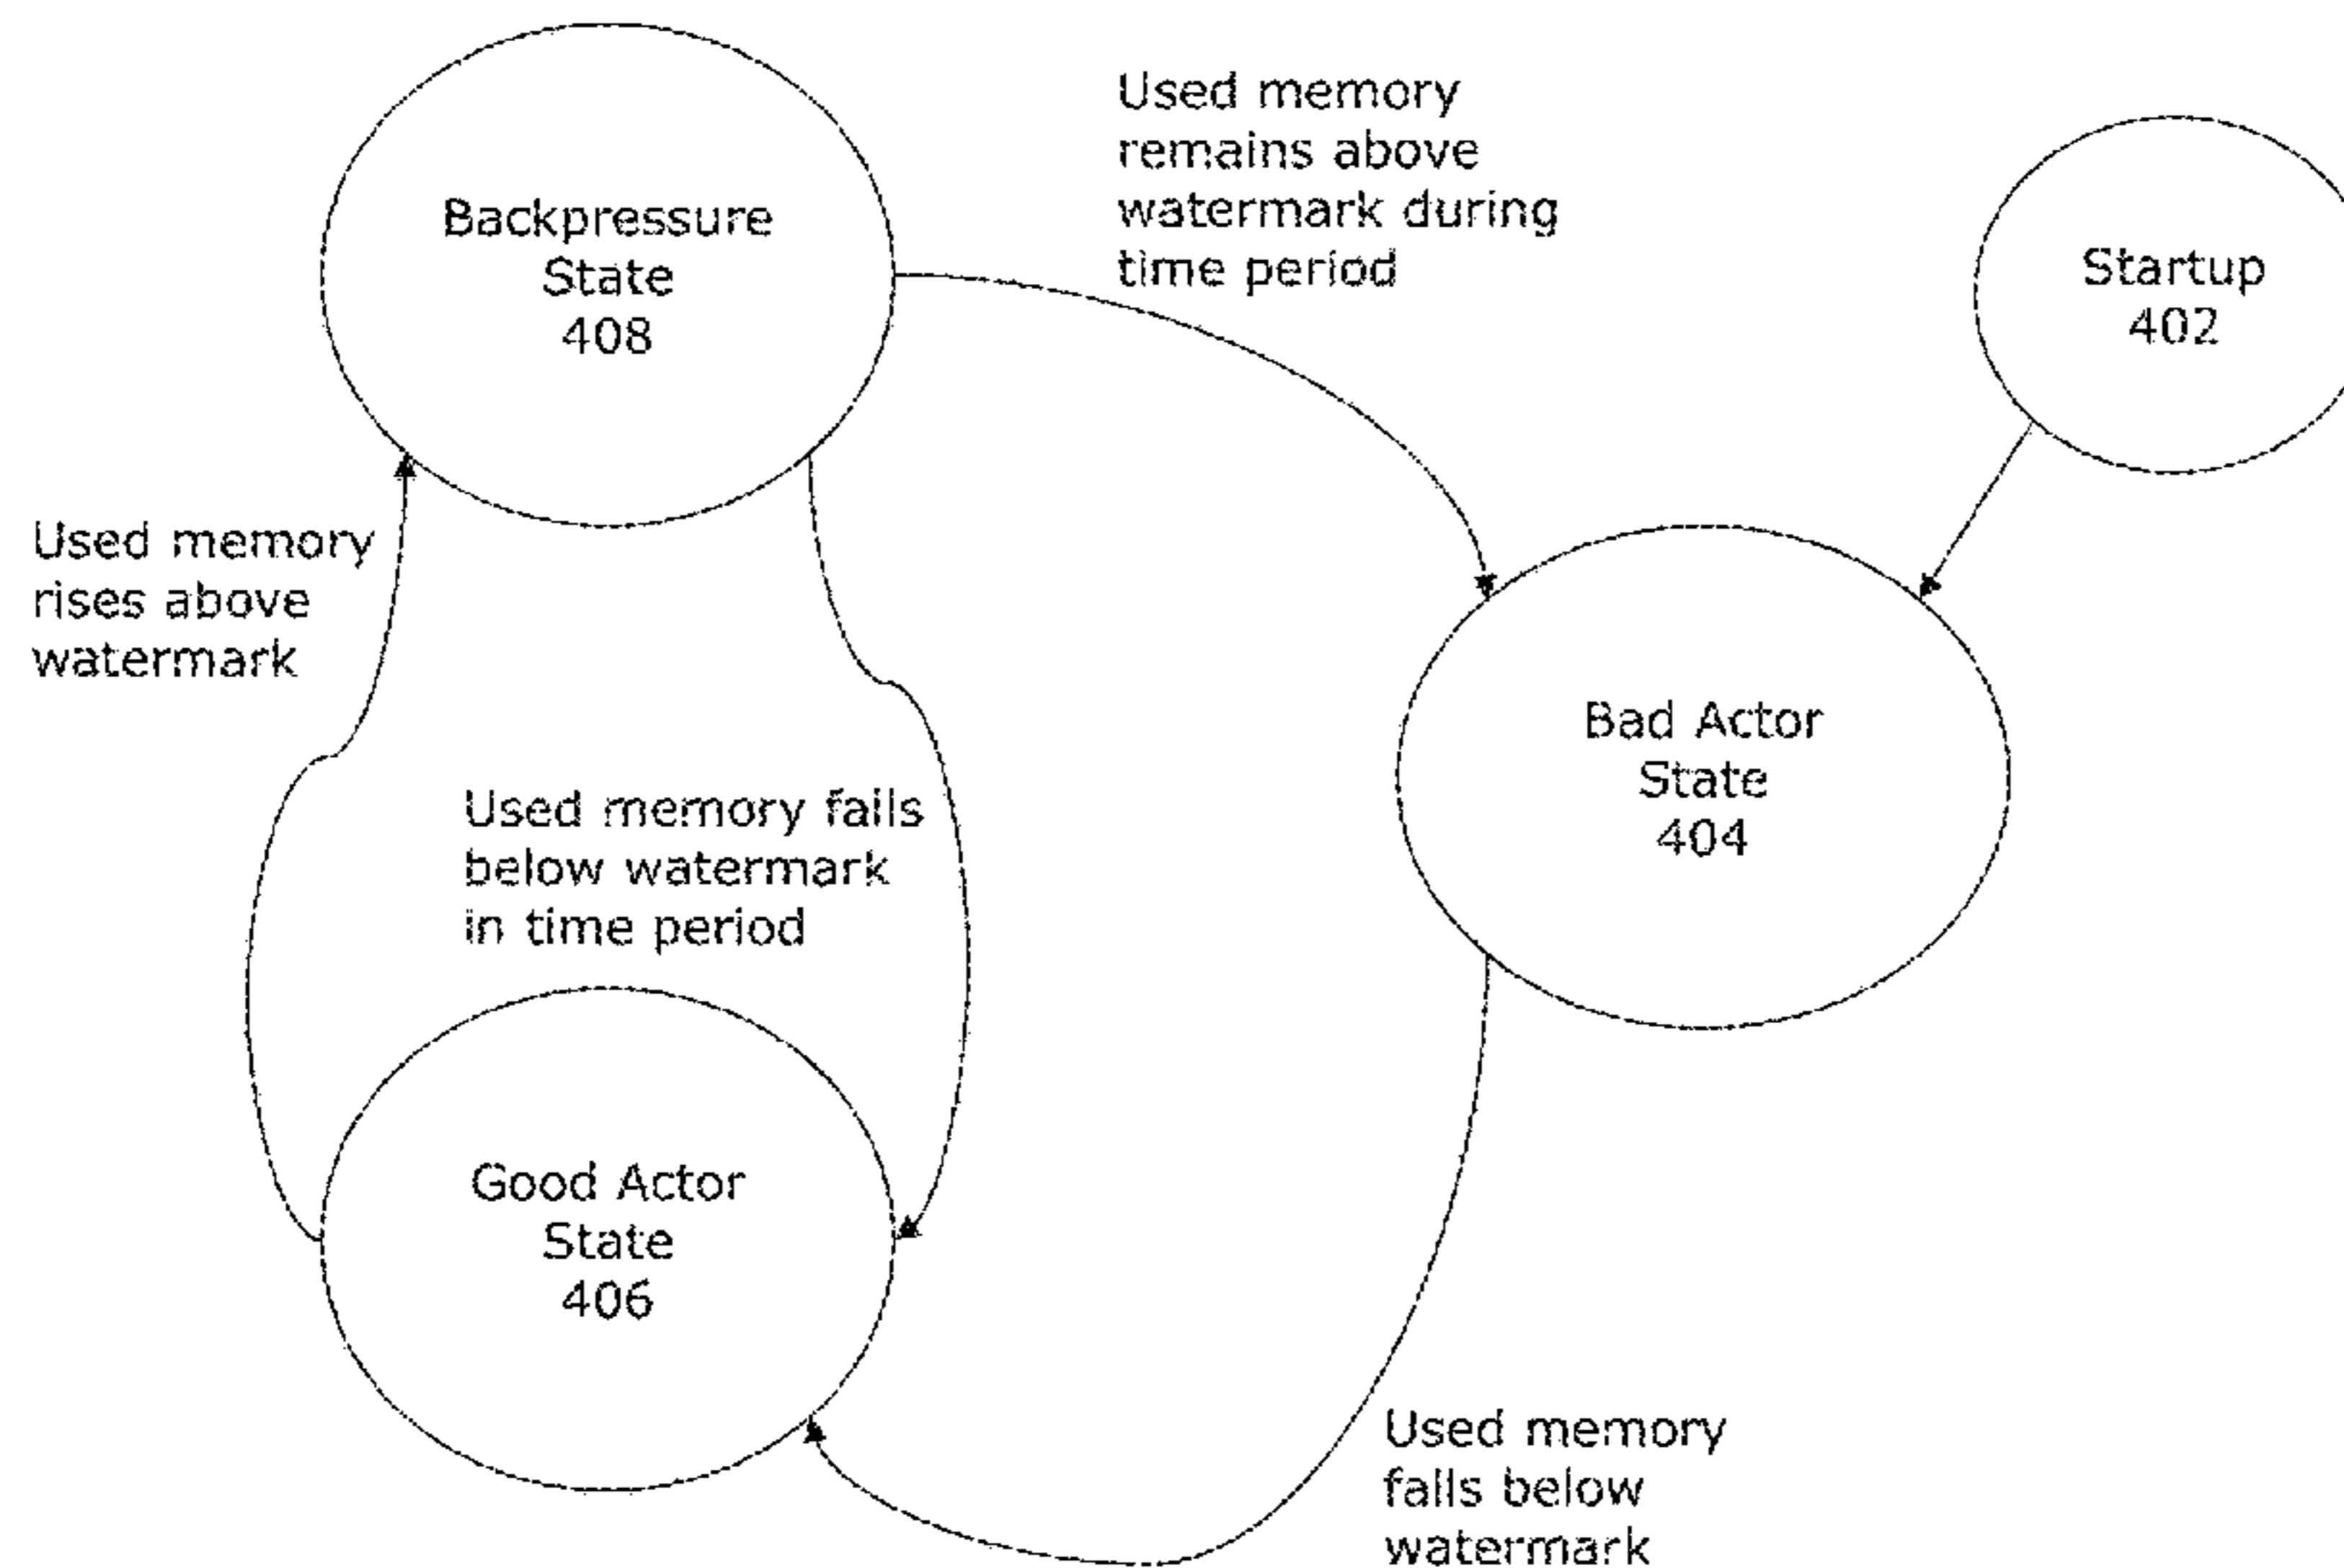 Backpressure
State
408
Used memory
remains above
watermark during
time period
Startup
402
Used memory
rises above
watermark
Used memory falls
below watermark
in time period
Bad Actor
State
404
Good Actor
State
406
Used memory
falls below
watermark